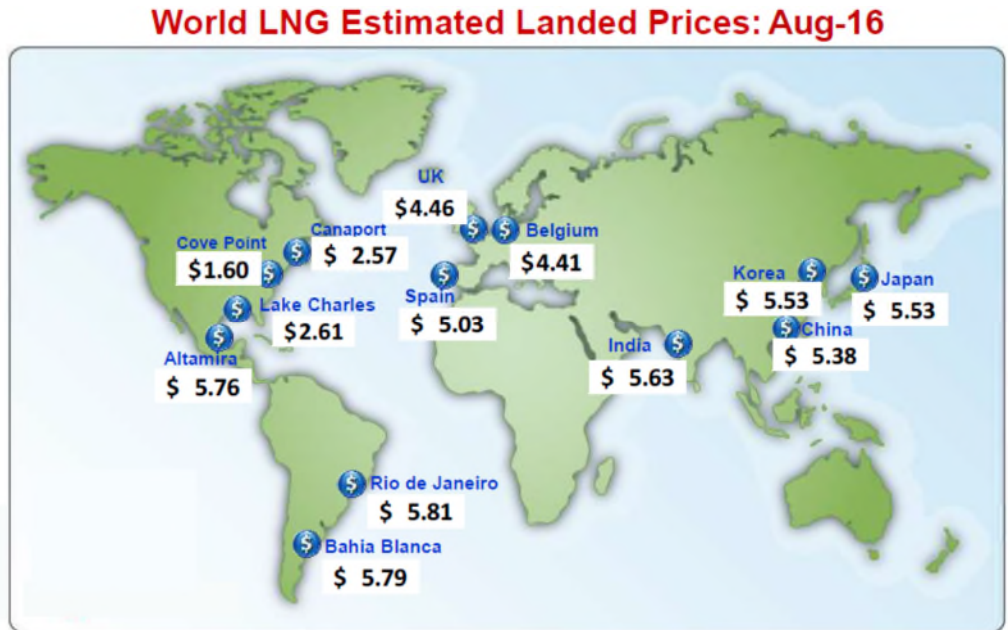 World LNG Estimated Landed Prices: Aug-16
UK
$4.46
Belgium
$4.41
Canaport
$ 2.57
Cove Point
$1.60
Lake Charles
$2.61
Altamira
$ 5.76
Spain
$ 5.03
Korea
$ 5.53
Japan
$ 5.53
China
$ 5.38
India
$ 5.63
Rio de Janeiro
$ 5.81
Bahia Blanca
$ 5.79